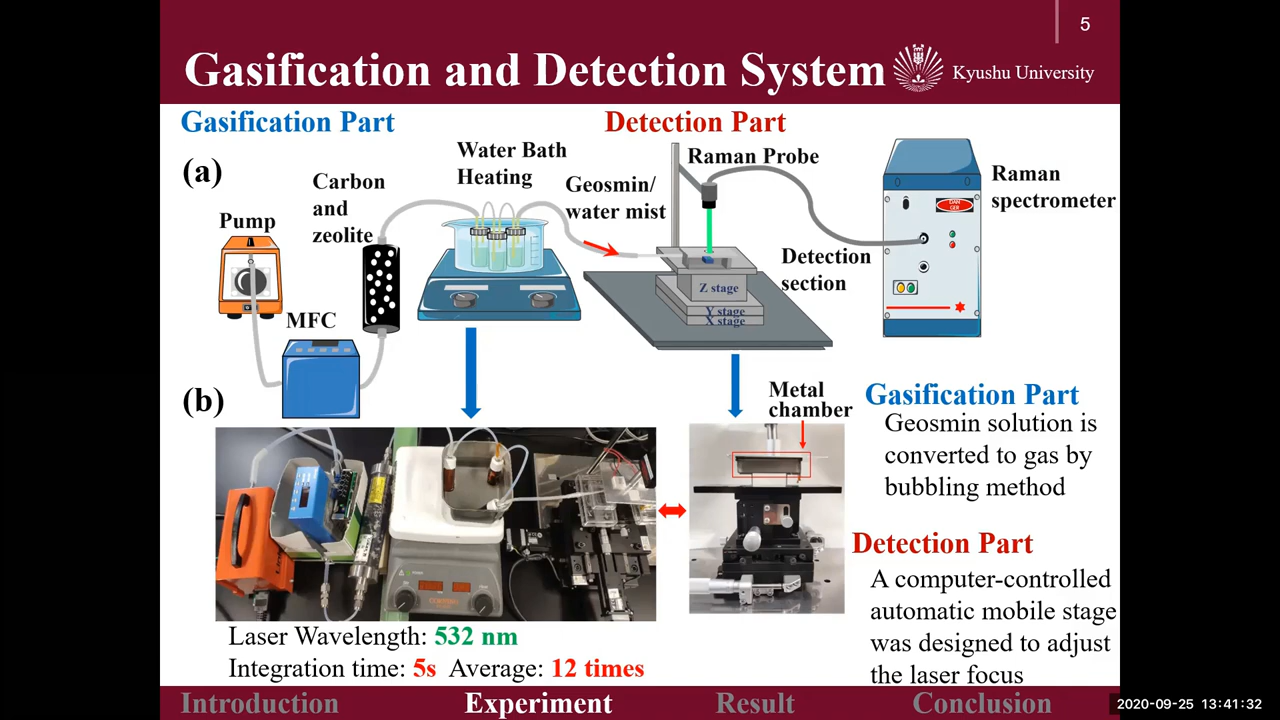 5
Gasification and Detection System
Kyushu University
Gasification Part
Detection Part
(a)
Pump
MFC
Carbon
and
zeolite
Water Bath
Heating
Geosmin/
water mist
Raman Probe
Detection
section
Z stage
Y stage
X stage
Raman
spectrometer
DAN
GER
(b)
Metal
chamber
Gasification Part
Geosmin solution is
converted to gas by
bubbling method
Detection Part
A computer-controlled
automatic mobile stage
was designed to adjust
the laser focus
Laser Wavelength: 532 nm
Integration time: 5s Average: 12 times
Introduction
Experiment
Result
Conclusion
2020-09-25 13:41:32